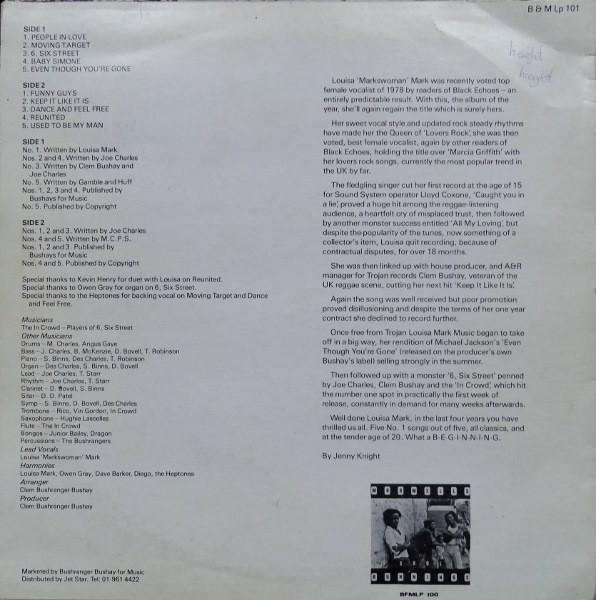 B & M Lp 101
SIDE 1
1. PEOPLE IN LOVE
2. MOVING TARGET
3. 6, SIX STREET
4. BABY SIMONE
5. EVEN THOUGH YOU'RE GONE
SIDE 2
1. FUNNY GUYS
2. KEEP IT LIKE IT IS
3. DANCE AND FEEL FREE
4. REUNITED
5. USED TO BE MY MAN
SIDE 1
No. 1. Written by Louisa Mark
Nos. 2 and 4. Written by Joe Charles
No. 3. Written by Clem Bushay and
Joe Charles
No. 5. Written by Gamble and Huff
Nos. 1, 2, 3 and 4. Published by
Bushays for Music
No. 5. Published by Copyright
SIDE 2
Nos. 1, 2 and 3. Written by Joe Charles
Nos. 4 and 5. Written by M.C.P.S.
Nos. 1, 2 and 3. Published by
Bushays for Music
Nos. 4 and 5. Published by Copyright
Special thanks to Kevin Henry for duet with Louisa on Reunited.
Special thanks to Owen Gray for organ on 6, Six Street.
Special thanks to the Heptones for backing vocal on Moving Target and Dance
and Feel Free.
Musicians
The In Crowd – Players of 6, Six Street
Other Musicians
Drums – M. Charles, Angus Gaye
Bass – J. Charles, B. McKenzie, D. Bovell, T. Robinson
Piano – S. Binns, Des Charles, T. Robinson
Organ – Des Charles, S. Binns, D. Bovell
Lead – Joe Charles, T. Starr
Rhythm – Joe Charles, T. Starr
Clarinet – D. Bovell, S. Binns
Sitar – D. D. Patel
Symp – S. Binns, D. Bovell, Des Charles
Trombone – Rico, Vin Gordon, In Crowd
Saxophone – Hughie Lascelles
Flute – The In Crowd
Bongos – Junior Bailey, Dragon
Percussions – The Bushrangers
Lead Vocals
Louisa 'Markswoman' Mark
Harmonies
Louisa Mark, Owen Gray, Dave Barker, Diego, the Heptones
Arranger
Clem Bushranger Bushay
Producer
Clem Bushranger Bushay
Marketed by Bushranger Bushay for Music
Distributed by Jet Star. Tel: 01-961 4422
Louisa 'Markswoman' Mark was recently voted top
female vocalist of 1978 by readers of Black Echoes – an
entirely predictable result. With this, the album of the
year, she'll again regain the title which is surely hers.
Her sweet vocal style and updated rock steady rhythms
have made her the Queen of 'Lovers Rock', she was then
voted, best female vocalist, again by other readers of
Black Echoes, holding the title over 'Marcia Griffith' with
her lovers rock songs, currently the most popular trend in
the UK by far.
The fledgling singer cut her first record at the age of 15
for Sound System operator Lloyd Coxone, 'Caught you in
a lie', proved a huge hit among the reggae-listening
audience, a heartfelt cry of misplaced trust, then followed
by another monster success entitled 'All My Loving', but
despite the popularity of the tunes, now something of a
collector's item, Louisa quit recording, because of
contractual disputes, for over 18 months.
She was then linked up with house producer, and A&R
manager for Trojan records Clem Bushay, veteran of the
UK reggae scene, cutting her next hit 'Keep It Like It Is'.
Again the song was well received but poor promotion
proved disillusioning and despite the terms of her one year
contract she declined to record further.
Once free from Trojan Louisa Mark Music began to take
off in a big way, her rendition of Michael Jackson's 'Even
Though You're Gone' (released on the producer's own
Bushay's label) selling strongly in the summer.
Then followed up with a monster '6, Six Street' penned
by Joe Charles, Clem Bushay and the 'In Crowd', which hit
the number one spot in practically the first week of
release, constantly in demand for many weeks afterwards.
Well done Louisa Mark, in the last four years you have
thrilled us all. Five No. 1 songs out of five, all classics, and
at the tender age of 20. What a B-E-G-I-N-N-I-N-G.
By Jenny Knight
BFMLP 100